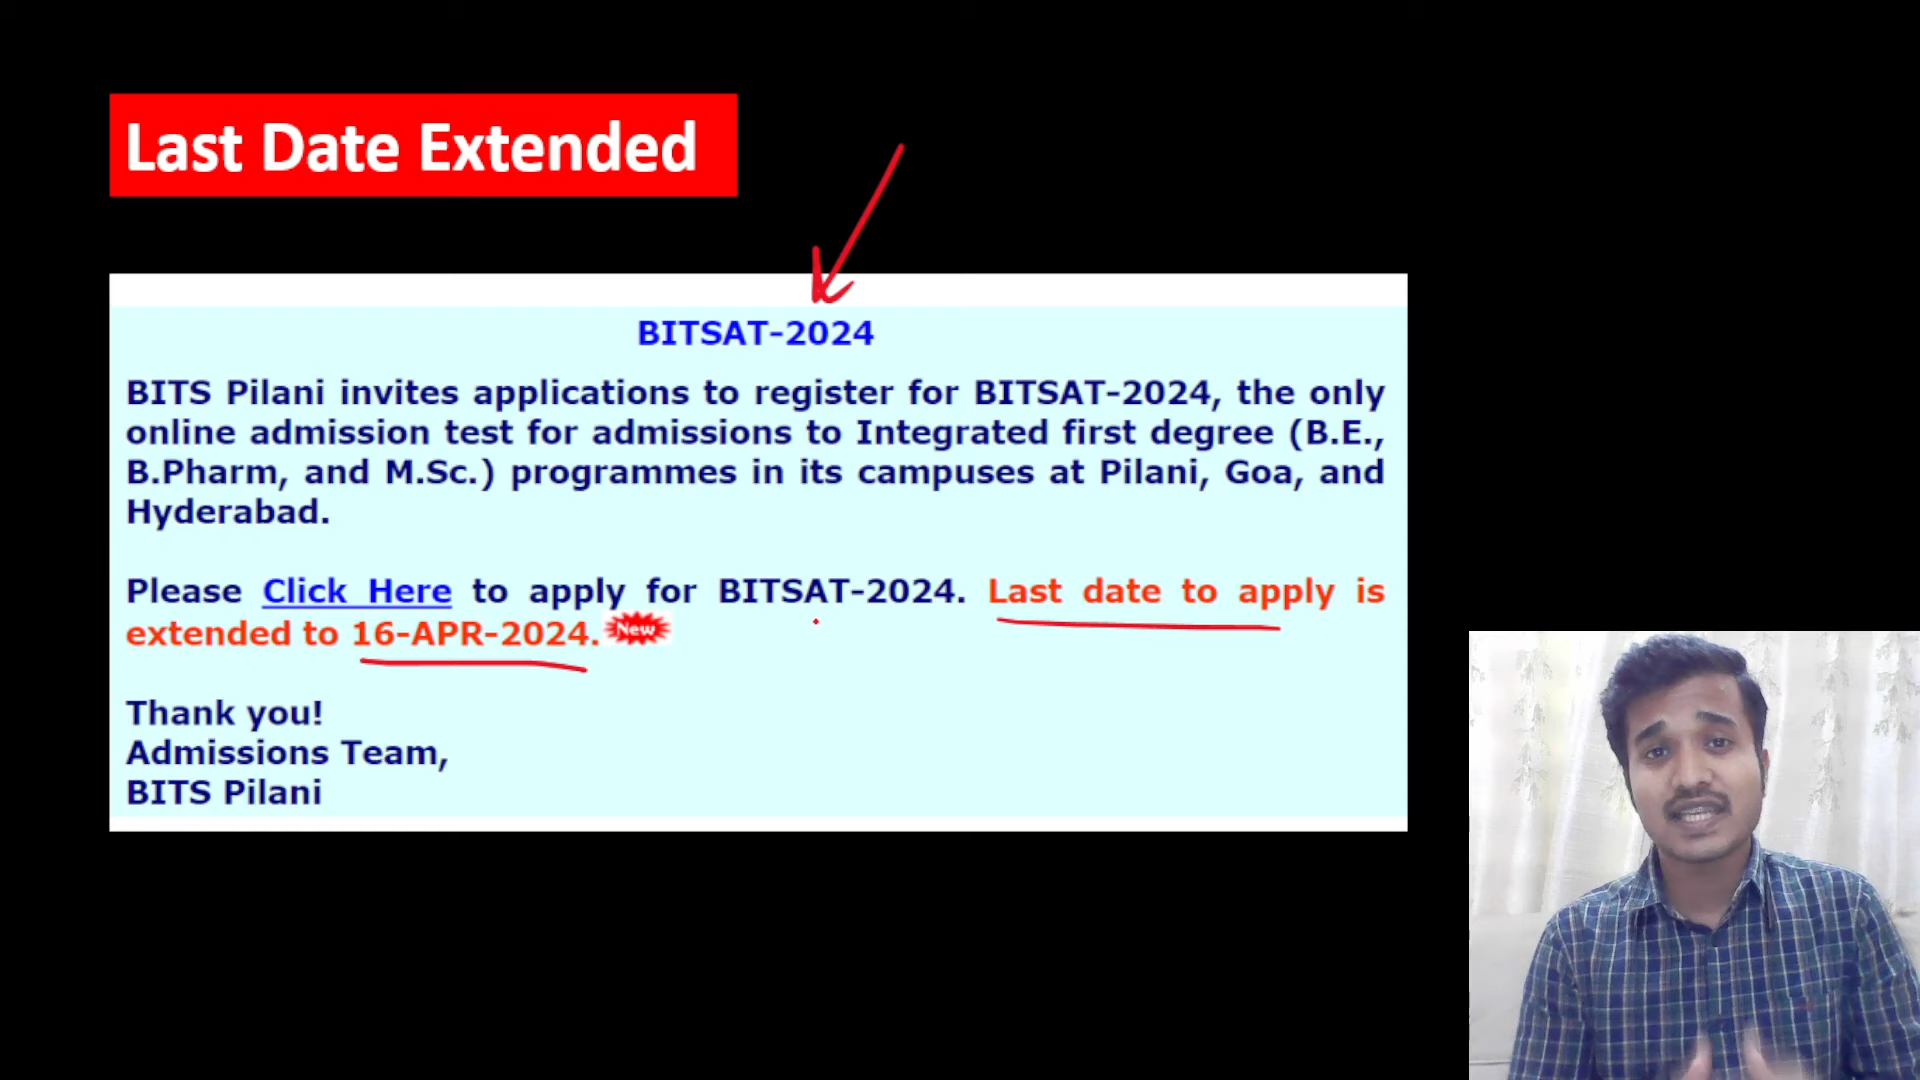 Last Date Extended
BITSAT-2024
BITS Pilani invites applications to register for BITSAT-2024, the only
online admission test for admissions to Integrated first degree (B.E.,
B.Pharm, and M.Sc.) programmes in its campuses at Pilani, Goa, and
Hyderabad.
Please Click Here to apply for BITSAT-2024. Last date to apply is
extended to 16-APR-2024. New
Thank you!
Admissions Team,
BITS Pilani